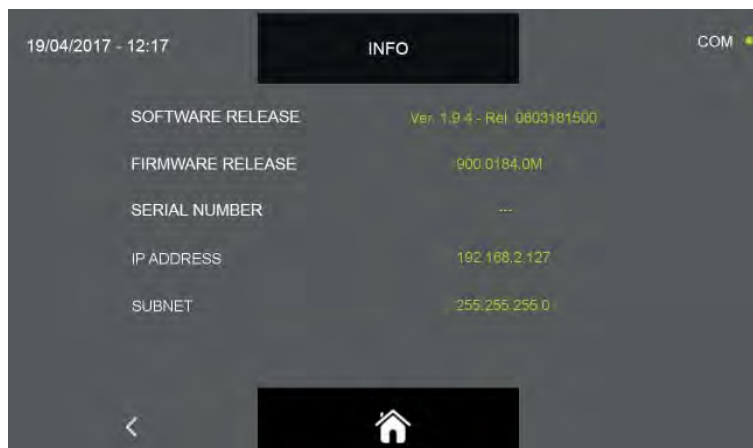 19/04/2017 - 12:17 INFO COM
SOFTWARE RELEASE Ver. 1.9.4 - Rel. 0603181500
FIRMWARE RELEASE 900.0184.0M
SERIAL NUMBER ---
IP ADDRESS 192.168.2.127
SUBNET 255.255.255.0